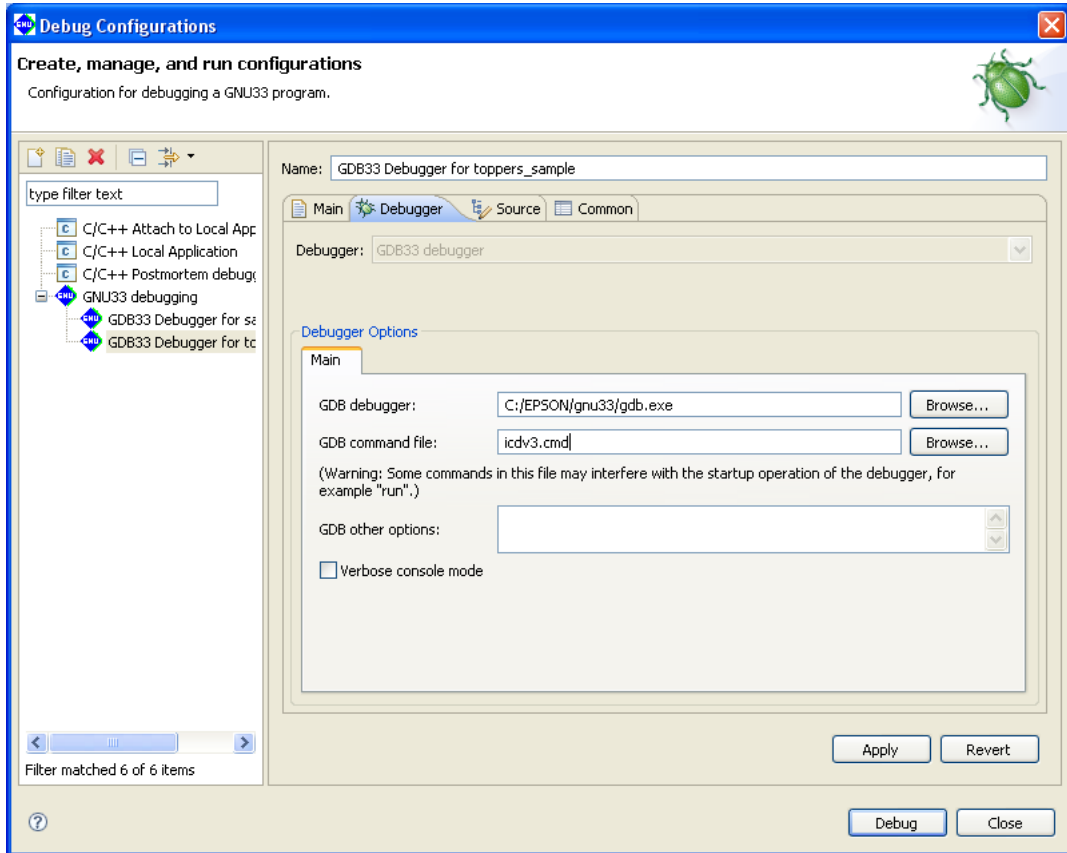 Debug Configurations
Create, manage, and run configurations
Configuration for debugging a GNU33 program.
type filter text
C/C++ Attach to Local App
C/C++ Local Application
C/C++ Postmortem debugg
GNU33 debugging
GDB33 Debugger for sa
GDB33 Debugger for to
Filter matched 6 of 6 items
Name: GDB33 Debugger for toppers_sample
Main Debugger Source Common
Debugger: GDB33 debugger
Debugger Options
Main
GDB debugger: C:/EPSON/gnu33/gdb.exe Browse...
GDB command file: icdv3.cmd Browse...
(Warning: Some commands in this file may interfere with the startup operation of the debugger, for
example "run".)
GDB other options:
Verbose console mode
Apply Revert
Debug Close